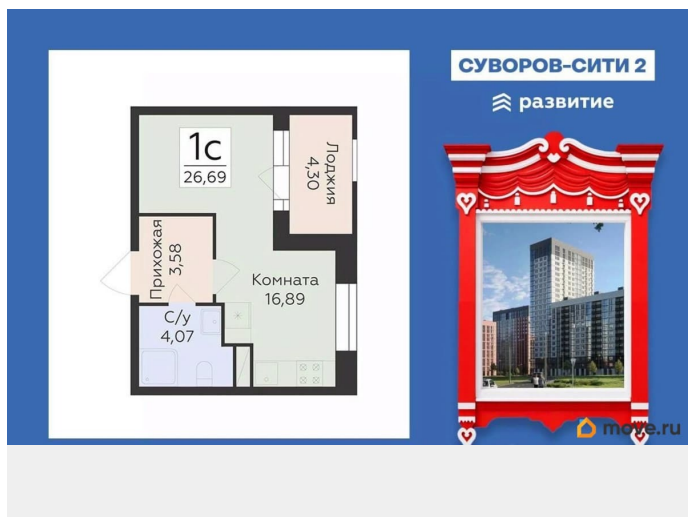 СУВОРОВ-СИТИ 2
развитие
1с
26,69
Лоджия
4,30
Прихожая
3,58
Комната
16,89
С/у
4,07
move.ru